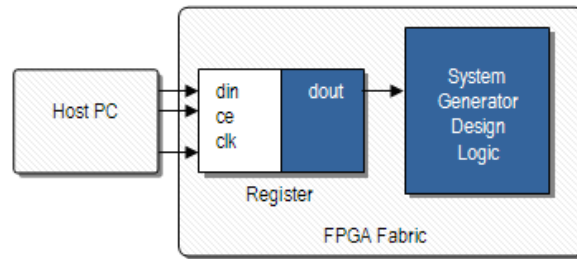 Host PC
din
ce
clk
dout
Register
System
Generator
Design
Logic
FPGA Fabric